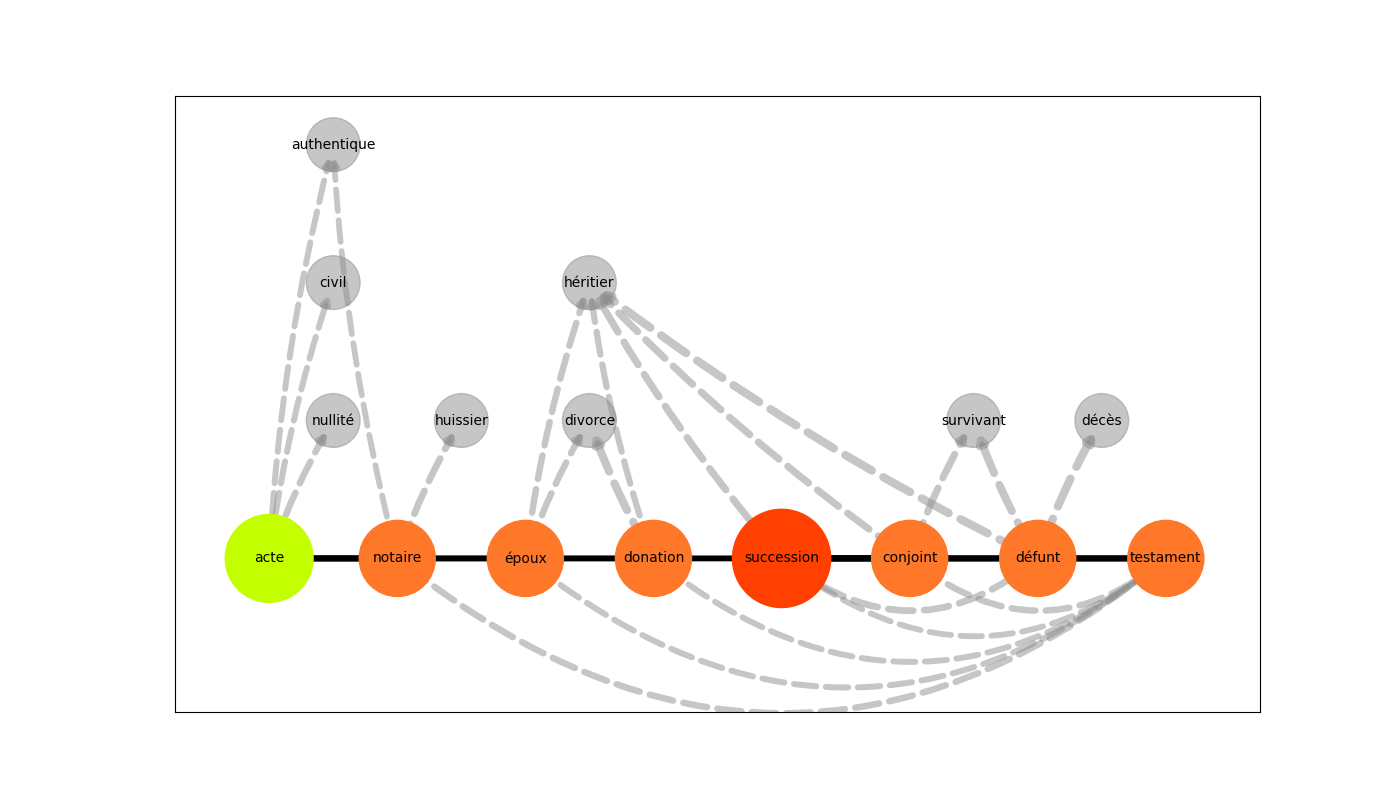 authentique
civil
héritier
nullité
huissier
divorce
survivant
décès
acte
notaire
époux
donation
succession
conjoint
défunt
testament